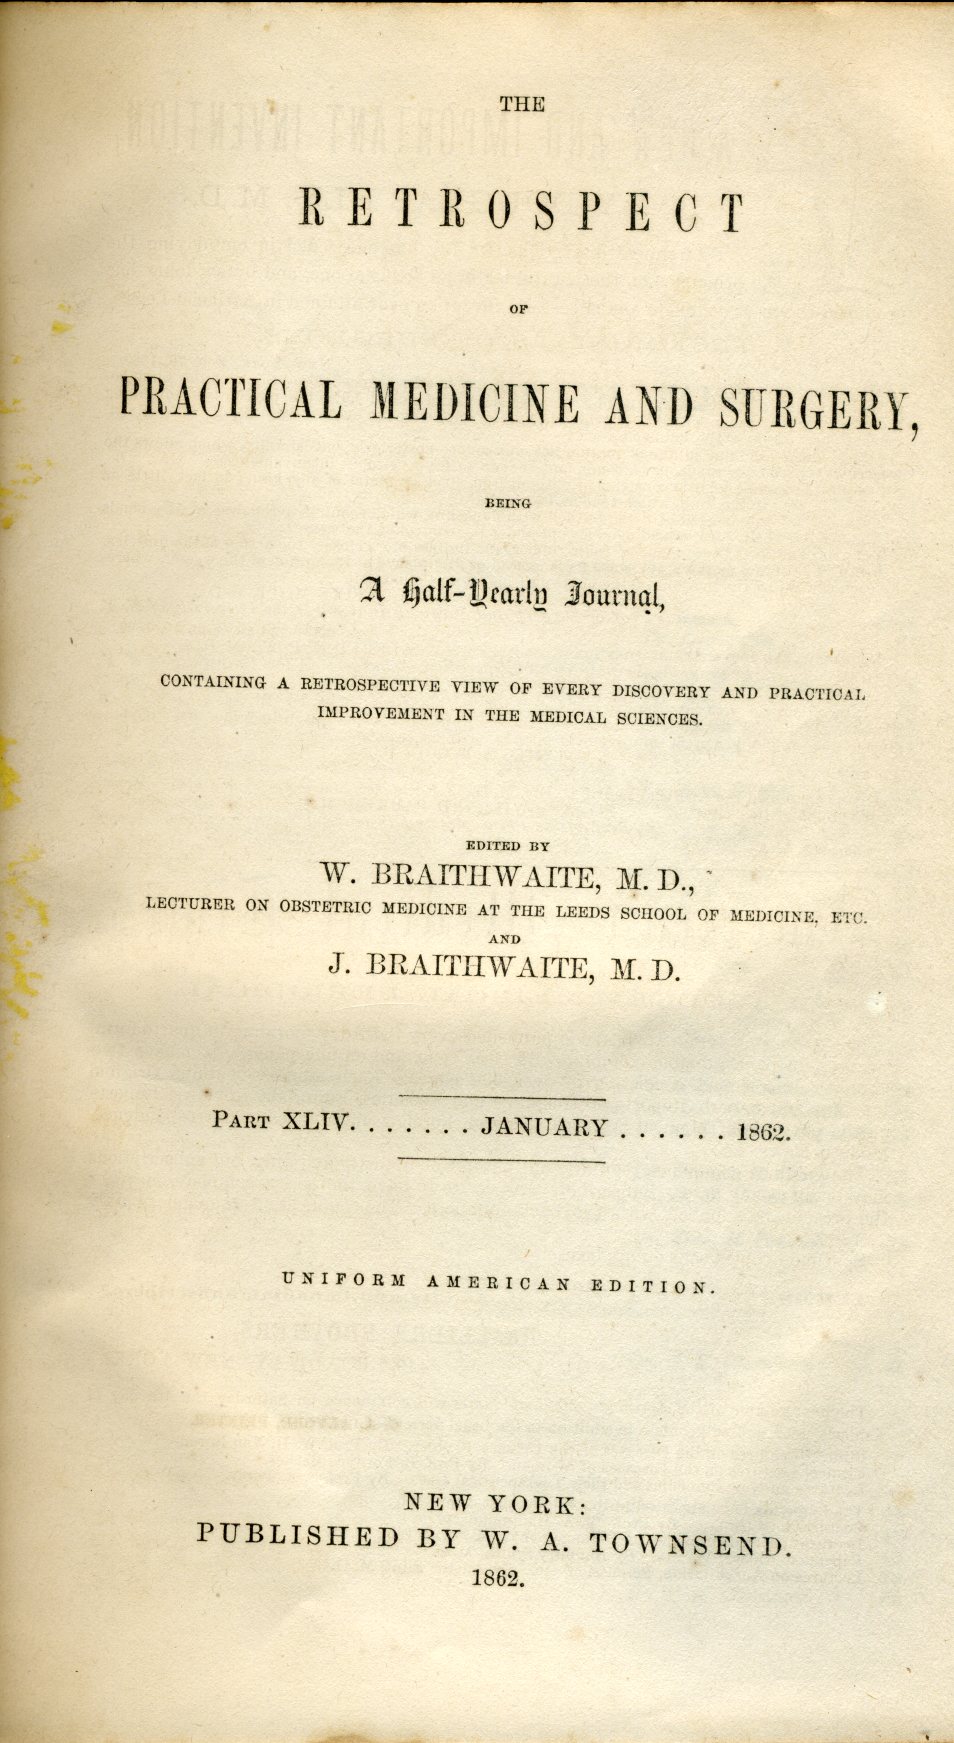 THE
RETROSPECT
OF
PRACTICAL MEDICINE AND SURGERY,
BEING
A Half-Yearly Journal,
CONTAINING A RETROSPECTIVE VIEW OF EVERY DISCOVERY AND PRACTICAL
IMPROVEMENT IN THE MEDICAL SCIENCES.
EDITED BY
W. BRAITHWAITE, M. D.,
LECTURER ON OBSTETRIC MEDICINE AT THE LEEDS SCHOOL OF MEDICINE, ETC.
AND
J. BRAITHWAITE, M. D.
PART XLIV. . . . . . . . JANUARY . . . . . . 1862.
UNIFORM AMERICAN EDITION.
NEW YORK:
PUBLISHED BY W. A. TOWNSEND.
1862.